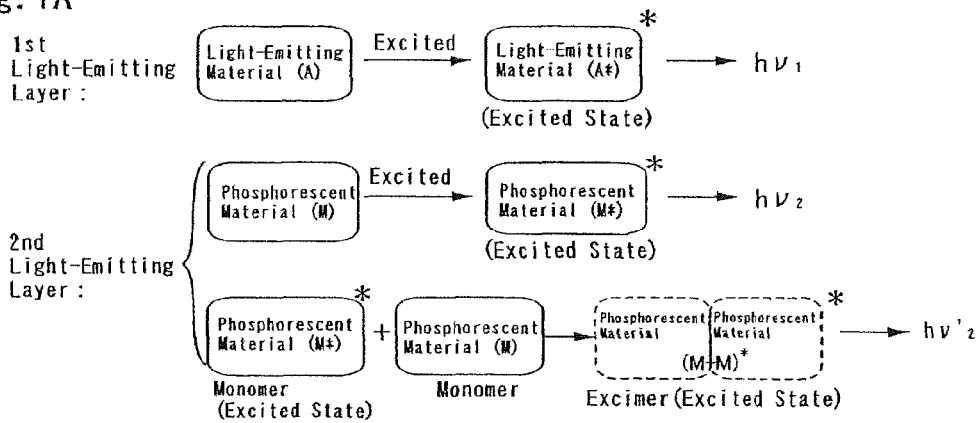 g. 1A
1st
Light-Emitting
Layer :
Light-Emitting
Material (A)
Excited
Light-Emitting
Material (A*)
*
(Excited State)
hν1
2nd
Light-Emitting
Layer :
Phosphorescent
Material (M)
Excited
Phosphorescent
Material (M*)
*
(Excited State)
hν2
Phosphorescent
Material (M*)
*
Monomer
(Excited State)
+
Phosphorescent
Material (M)
Monomer
Phosphorescent
Material
Phosphorescent
Material
(M+M)*
*
Excimer(Excited State)
hν'2